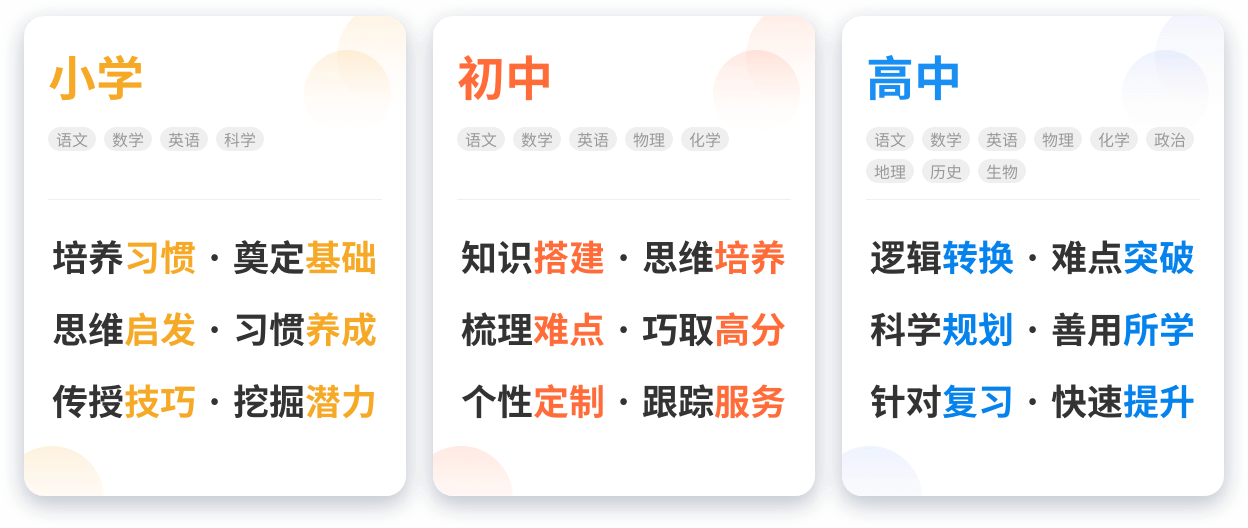 小学
语文 数学 英语 科学
培养习惯 · 奠定基础
思维启发 · 习惯养成
传授技巧 · 挖掘潜力
初中
语文 数学 英语 物理 化学
知识搭建 · 思维培养
梳理难点 · 巧取高分
个性定制 · 跟踪服务
高中
语文 数学 英语 物理 化学 政治
地理 历史 生物
逻辑转换 · 难点突破
科学规划 · 善用所学
针对复习 · 快速提升